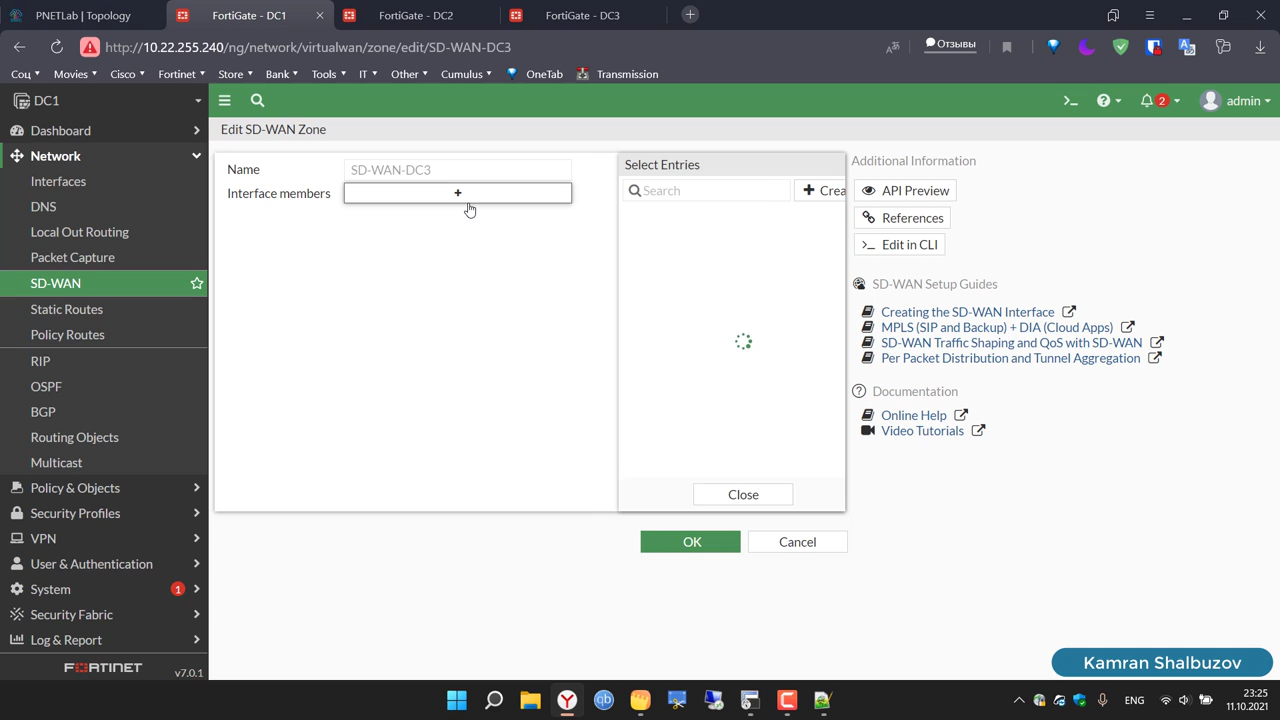 PNETLab | Topology
FortiGate - DC1
FortiGate - DC2
FortiGate - DC3
http://10.22.255.240/ng/network/virtualwan/zone/edit/SD-WAN-DC3
Отзывы
Соц
Movies
Cisco
Fortinet
Store
Bank
Tools
IT
Other
Cumulus
OneTab
Transmission
DC1
2
admin
Dashboard
Network
Interfaces
DNS
Local Out Routing
Packet Capture
SD-WAN
Static Routes
Policy Routes
RIP
OSPF
BGP
Routing Objects
Multicast
Policy & Objects
Security Profiles
VPN
User & Authentication
System
1
Security Fabric
Log & Report
FORTINET
v7.0.1
Edit SD-WAN Zone
Name
SD-WAN-DC3
Interface members
+
Select Entries
Search
+ Crea
Close
OK
Cancel
Additional Information
API Preview
References
>_ Edit in CLI
SD-WAN Setup Guides
Creating the SD-WAN Interface
MPLS (SIP and Backup) + DIA (Cloud Apps)
SD-WAN Traffic Shaping and QoS with SD-WAN
Per Packet Distribution and Tunnel Aggregation
Documentation
Online Help
Video Tutorials
Kamran Shalbuzov
ENG
23:25
11.10.2021